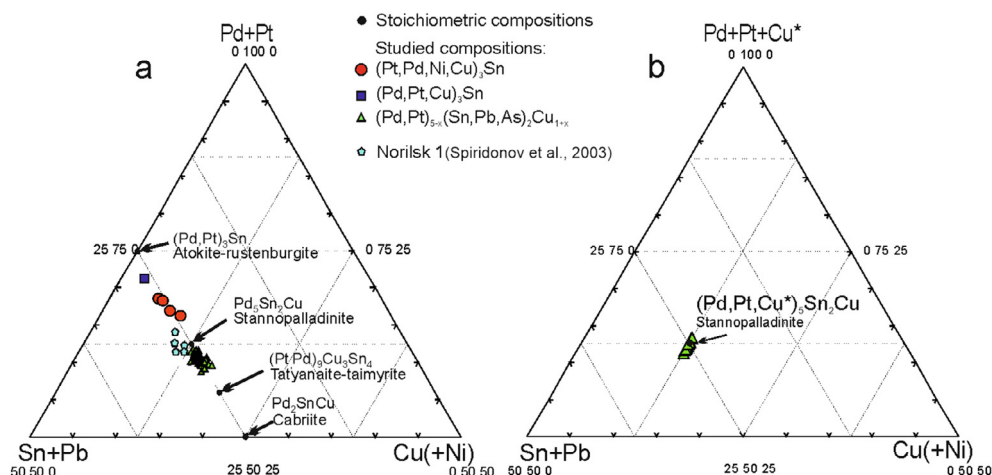 Stoichiometric compositions
Studied compositions:
(Pt,Pd,Ni,Cu)₃Sn
(Pd,Pt,Cu)₃Sn
(Pd,Pt)₅₋ₓ(Sn,Pb,As)₂Cu₁₊ₓ
Norilsk 1(Spiridonov et al., 2003)
a
Pd+Pt
0 100 0
25 75 0
0 75 25
(Pd,Pt)₃Sn
Atokite-rustenburgite
Pd₅Sn₂Cu
Stannopalladinite
(Pt Pd)₉Cu₃Sn₄
Tatyanaite-taimyrite
Pd₂SnCu
Cabriite
Sn+Pb
50 50 0
25 50 25
Cu(+Ni)
0 50 50
b
Pd+Pt+Cu*
0 100 0
25 75 0
0 75 25
(Pd,Pt,Cu*)₅Sn₂Cu
Stannopalladinite
Sn+Pb
50 50 0
25 50 25
Cu(+Ni)
0 50 50